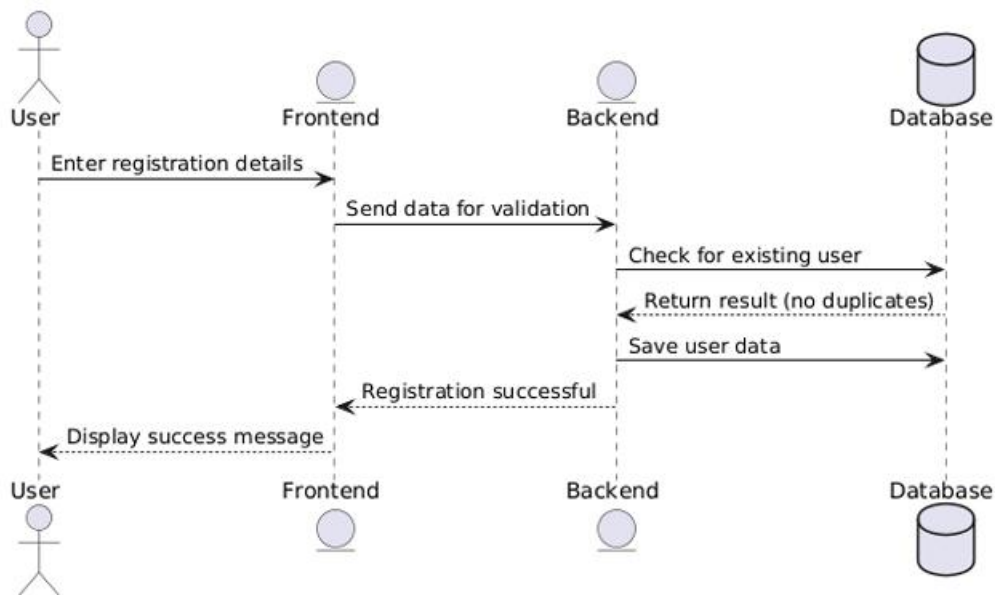 User
Frontend
Backend
Database
Enter registration details
Send data for validation
Check for existing user
Return result (no duplicates)
Save user data
Registration successful
Display success message
User
Frontend
Backend
Database